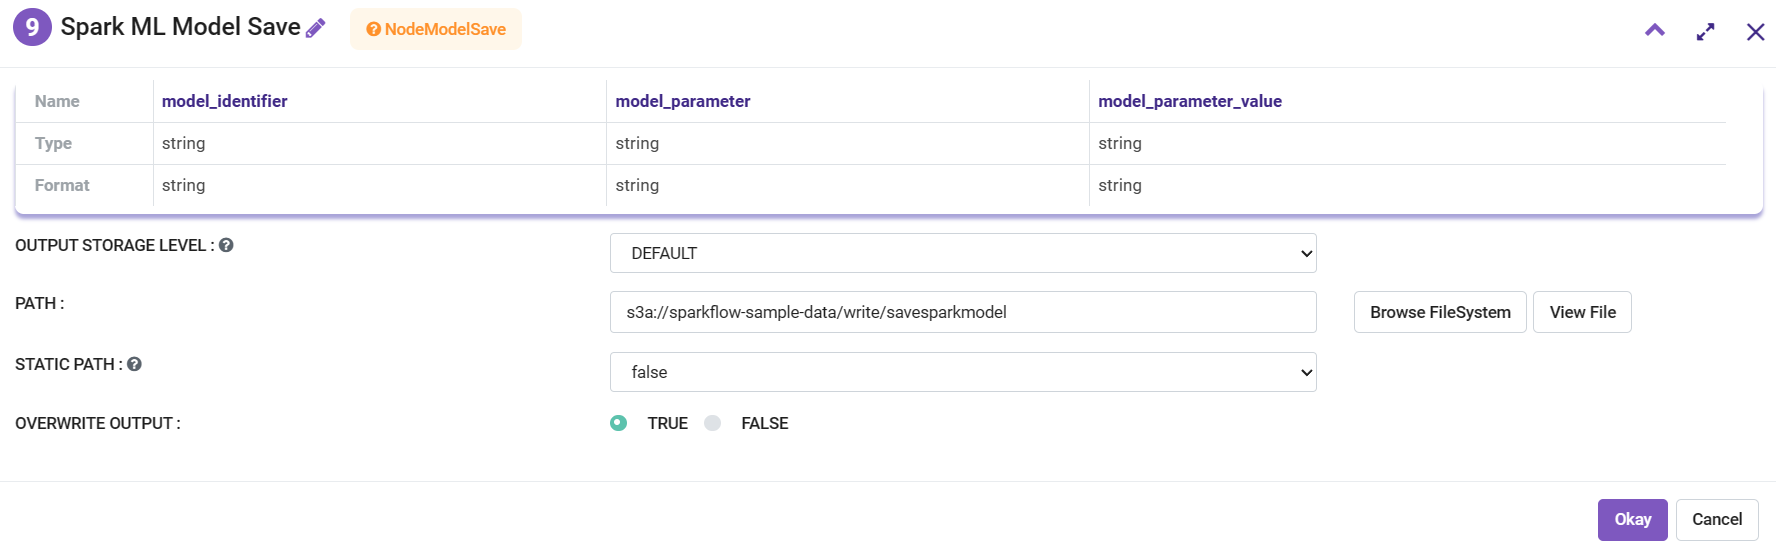 9 Spark ML Model Save NodeModelSave
Name model_identifier model_parameter model_parameter_value
Type string string string
Format string string string
OUTPUT STORAGE LEVEL : DEFAULT
PATH : s3a://sparkflow-sample-data/write/savesparkmodel Browse FileSystem View File
STATIC PATH : false
OVERWRITE OUTPUT : TRUE FALSE
Okay Cancel